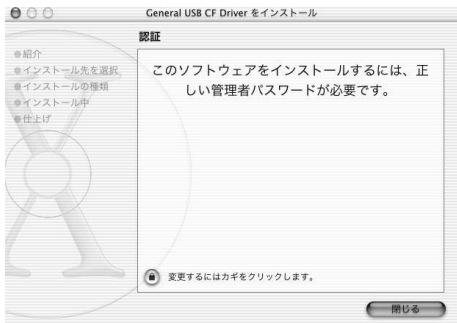 General USB CF Driver をインストール
認証
紹介
インストール先を選択
インストールの種類
インストール中
仕上げ
このソフトウェアをインストールするには、正
しい管理者パスワードが必要です。
変更するにはカギをクリックします。
閉じる